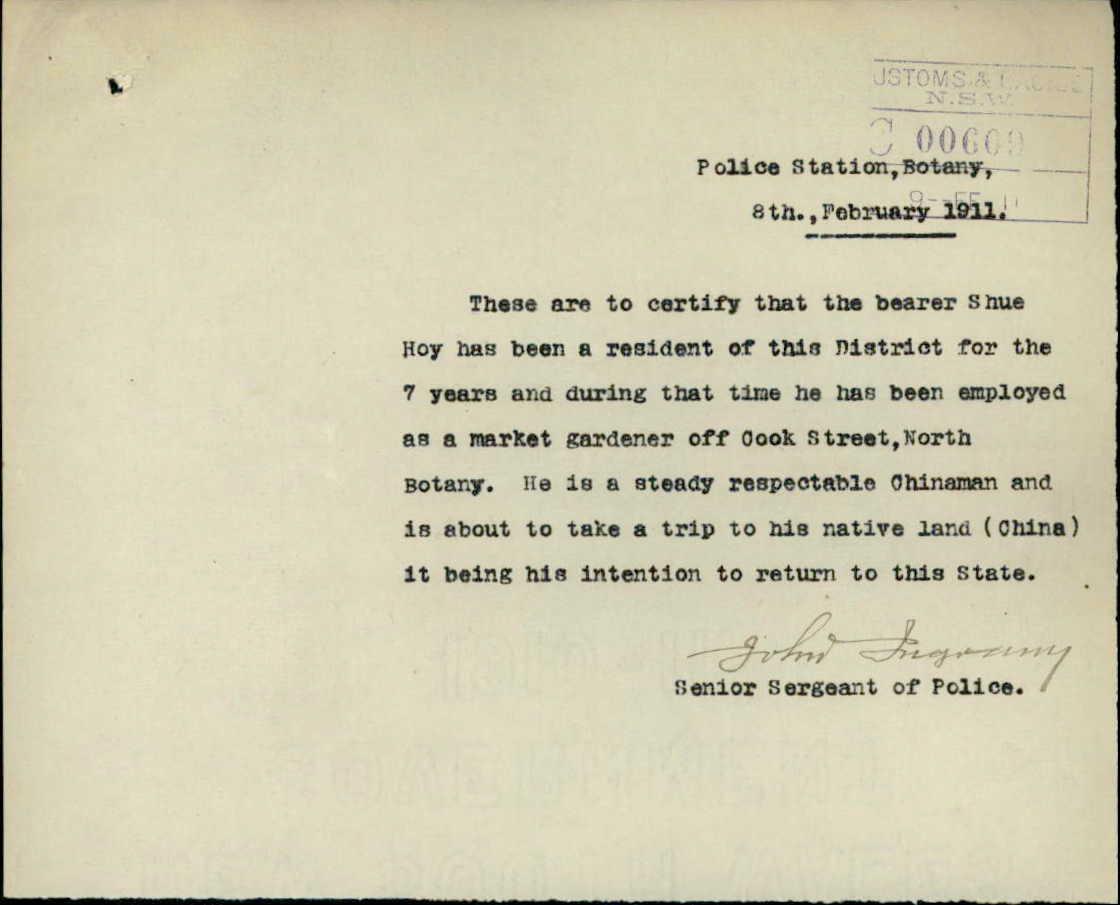 N.S.W.
C 00609
Police Station,Botany,
8th.,February 1911.
These are to certify that the bearer Shue
Hoy has been a resident of this District for the
7 years and during that time he has been employed
as a market gardener off Cook Street,North
Botany. He is a steady respectable Chinaman and
is about to take a trip to his native land (China)
it being his intention to return to this State.
John
Senior Sergeant of Police.